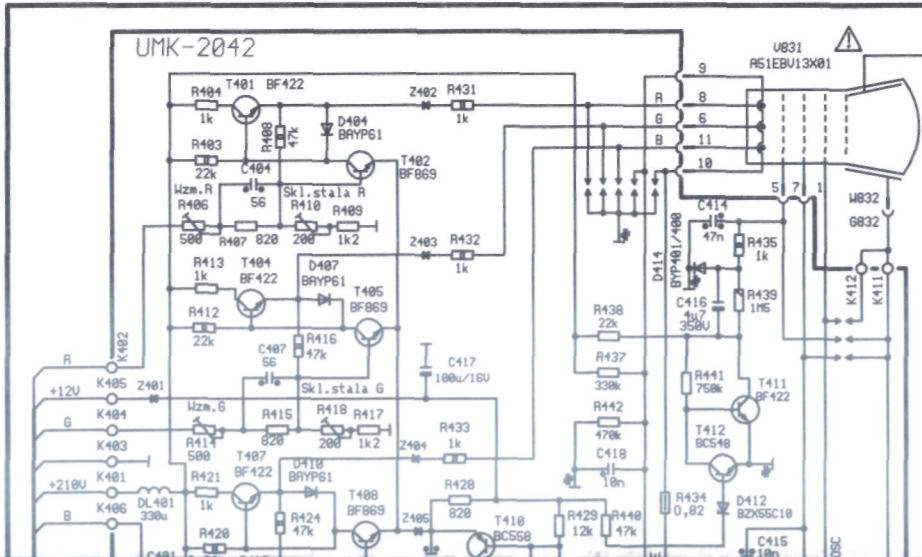 UMK-2042
V831
A51EBV13X01
T401 BF422
R404
1k
R408
47k
D404
BAYP61
Z402
R431
1k
R403
22k
C404
56
T402
BF869
Wzm.R
R406
500
R407 820
Skl.stala R
R410
200
R409
1k2
R
G
B
9
8
6
11
10
5 7 1
W832
G832
C414
47n
R435
1k
D414
BYP401/400
C416
4u7
350V
R439
1M5
K412
K411
Z403
R432
1k
R413
1k
T404
BF422
D407
BAYP61
T405
BF869
R412
22k
R416
47k
C407
56
R438
22k
R437
330k
R441
750k
T411
BF422
R
K402
+12V
K405
Z401
C417
100u/16V
Skl.stala G
Wzm.G
R414
500
R415
820
R418
200
R417
1k2
G
K404
K403
Z404
R433
1k
R442
470k
C418
10n
T412
BC548
+210V
K401
DL401
330u
R421
1k
T407
BF422
D410
BAYP61
T408
BF869
R424
47k
R420
B
K406
C401
Z405
R428
820
T410
BC558
R429
12k
R440
47k
R434
0,82
D412
BZX55C10
C415
10n
OSC